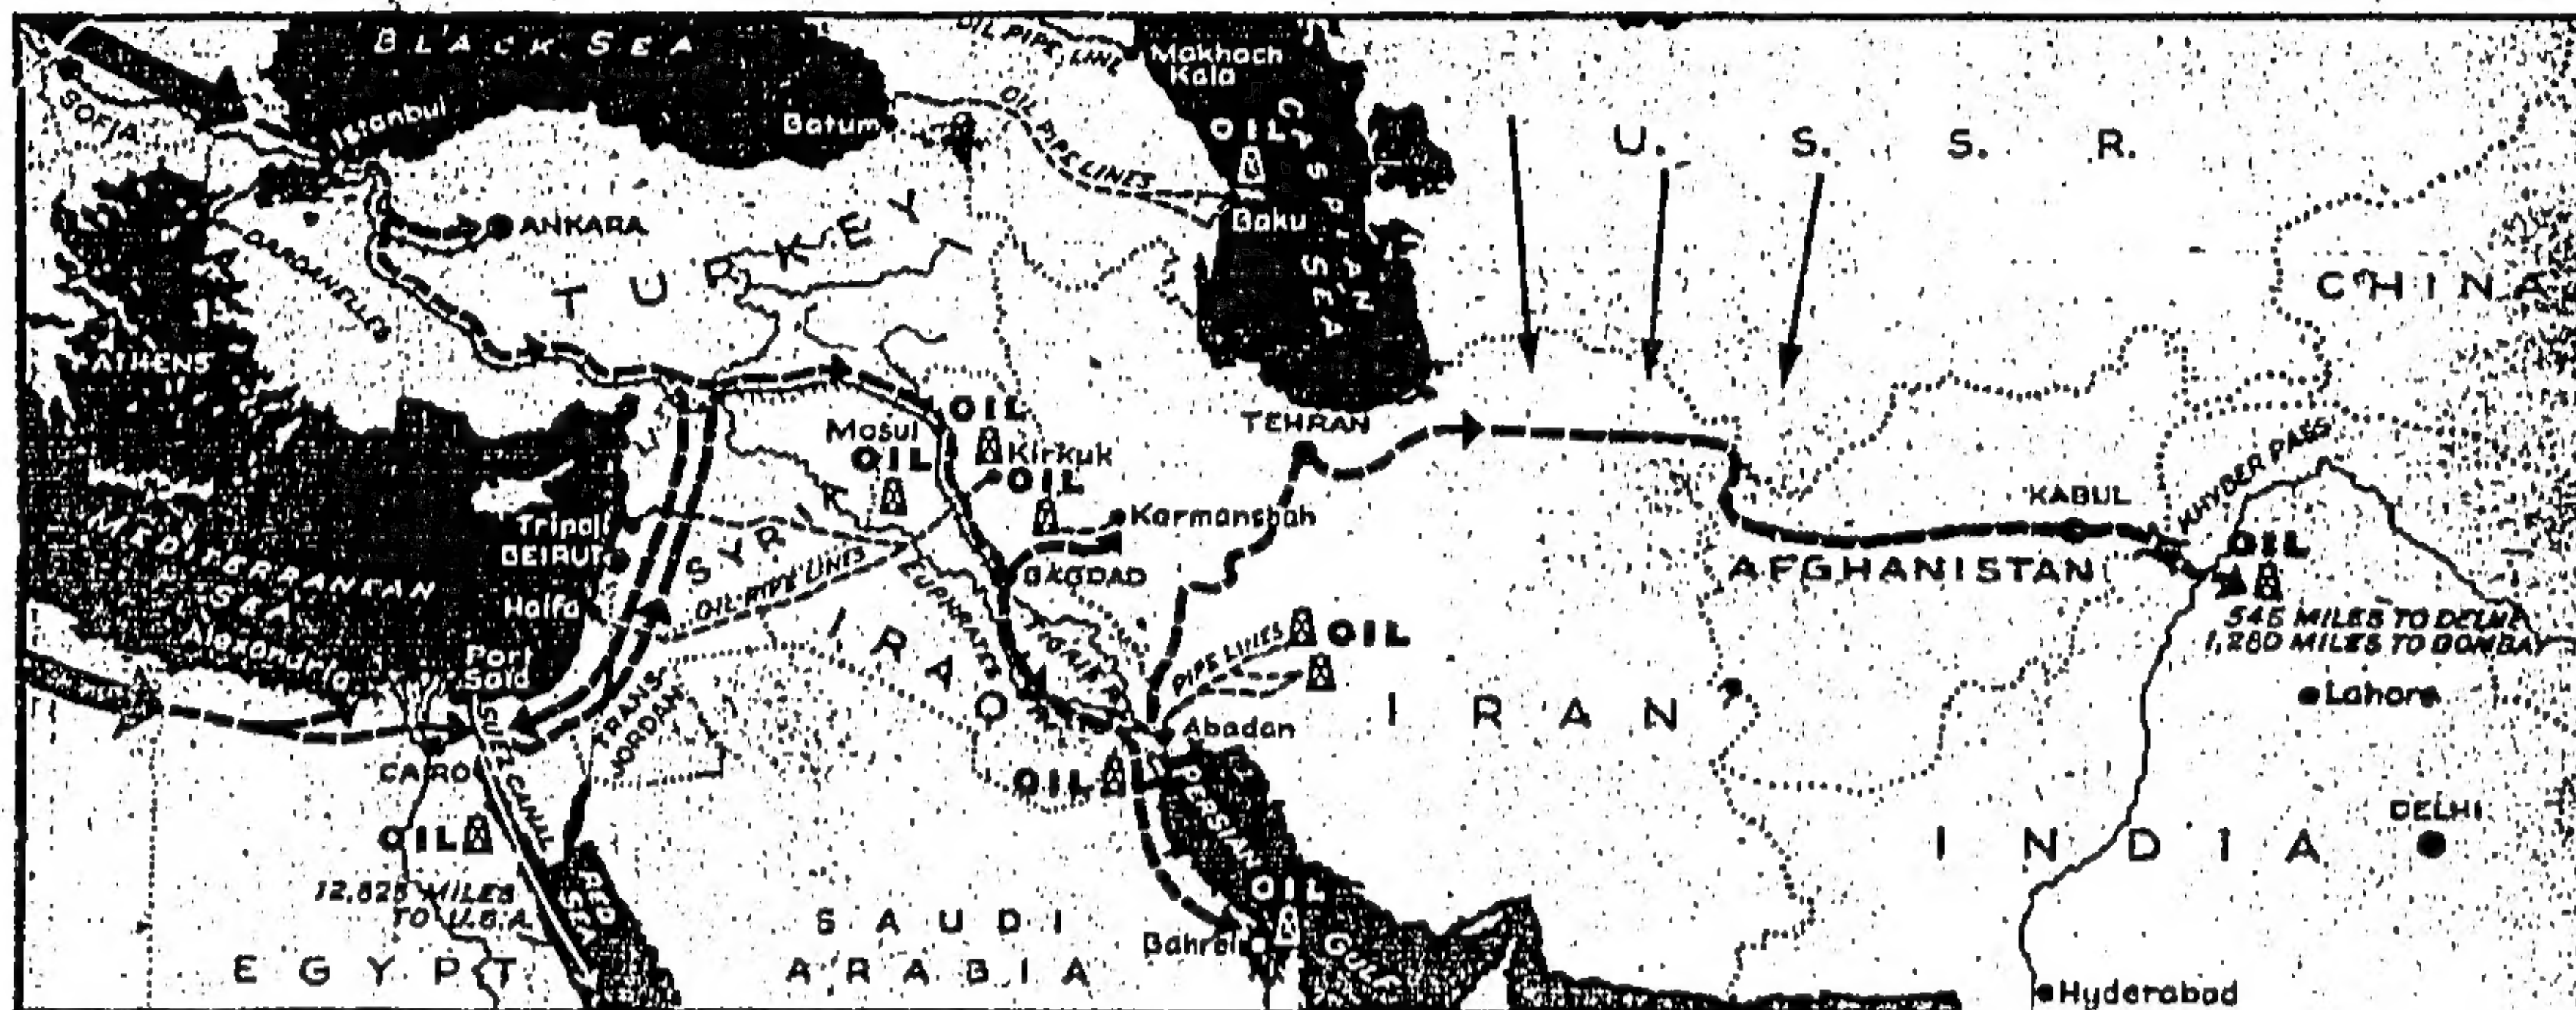 BLACK SEA
OIL PIPE LINE
Makhach
Kala
CASPIAN
SEA
OIL
Baku
U. S. S. R.
CHINA
SOFIA
Istanbul
Batum
OIL PIPE LINES
ANKARA
DARDANELLES
TURKEY
ATHENS
OIL
Mosul
OIL
Kirkuk
OIL
TEHRAN
KABUL
KHYBER PASS
OIL
545 MILES TO DELHI
1,280 MILES TO BOMBAY
Karmanshah
AFGHANISTAN
MEDITERRANEAN
SEA
Tripoli
BEIRUT
Haifa
SYR
OIL PIPE LINES
EUPHRATES
BAGDAD
TIGRIS
IRAQ
PIPE LINES
OIL
Alexandria
Port
Said
TRANS
JORDAN
SUEZ CANAL
CAIRO
Abadan
IRAN
Lahore
OIL
PERSIAN
GULF
OIL
12,825 MILES
TO U.S.A.
RED
SEA
EGYPT
SAUDI
ARABIA
OIL
INDIA
DELHI
Hyderabad